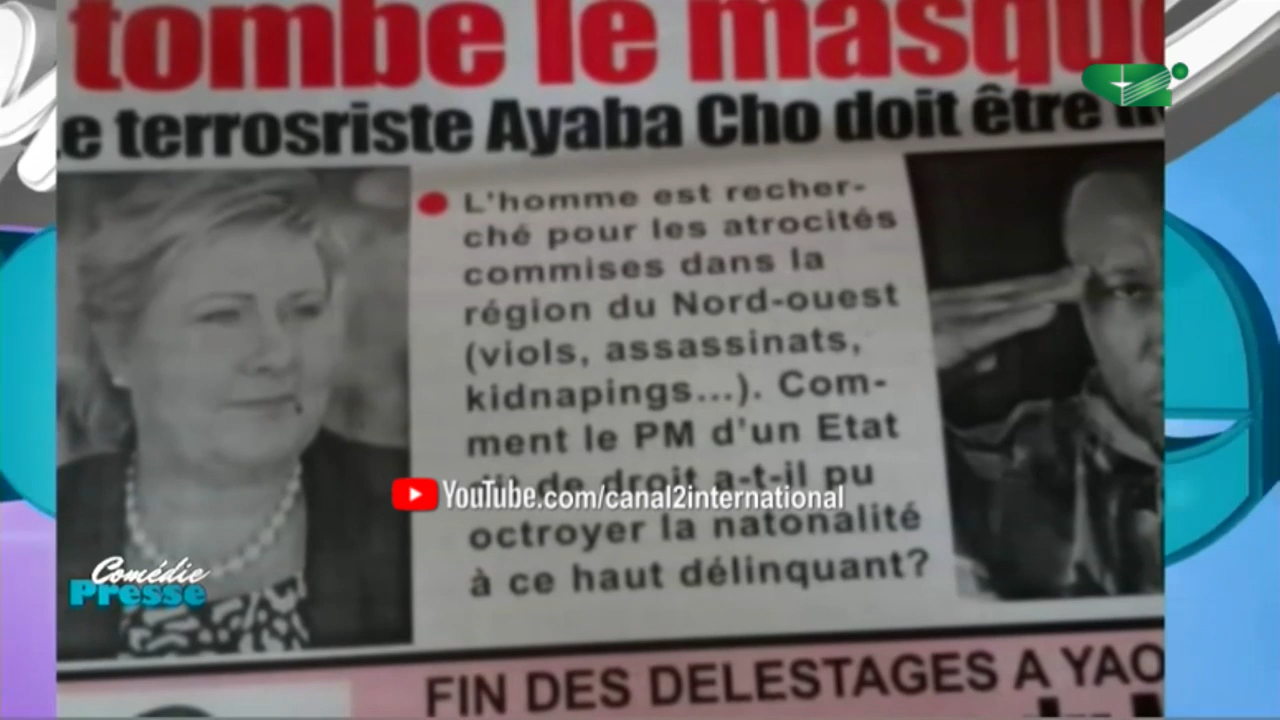 tombe le masque
e terrosriste Ayaba Cho doit être
L'homme est recher-
ché pour les atrocités
commises dans la
région du Nord-ouest
(viols, assassinats,
kidnapings...). Com-
ment le PM d'un Etat
de droit a-t-il pu
YouTube.com/canal2international
octroyer la natonalité
à ce haut délinquant?
Comédie
Presse
FIN DES DELESTAGES A YAO